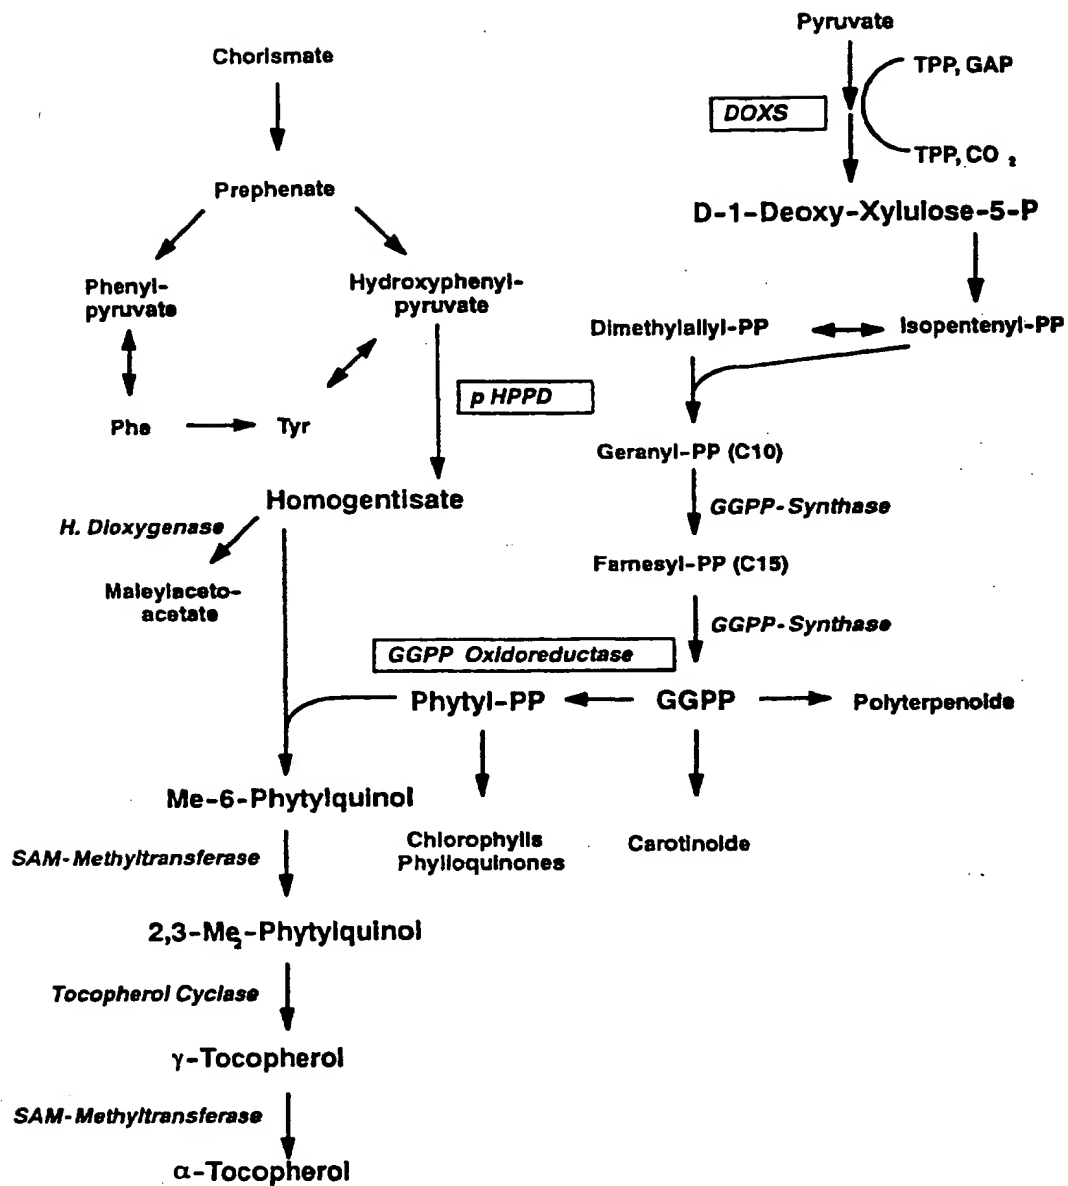 Pyruvate
Chorismate
TPP, GAP
DOXS
TPP, CO 2
Prephenate
D-1-Deoxy-Xylulose-5-P
Phenyl-
pyruvate
Hydroxyphenyl-
pyruvate
Dimethylallyl-PP
Isopentenyl-PP
p HPPD
Phe
Tyr
Geranyl-PP (C10)
Homogentisate
GGPP-Synthase
H. Dioxygenase
Farnesyl-PP (C15)
Maleylaceto-
acetate
GGPP-Synthase
GGPP Oxidoreductase
Phytyl-PP
GGPP
Polyterpenoide
Me-6-Phytylquinol
Chlorophylls
Phylloquinones
Carotinoide
SAM-Methyltransferase
2,3-Me2-Phytylquinol
Tocopherol Cyclase
γ-Tocopherol
SAM-Methyltransferase
α-Tocopherol